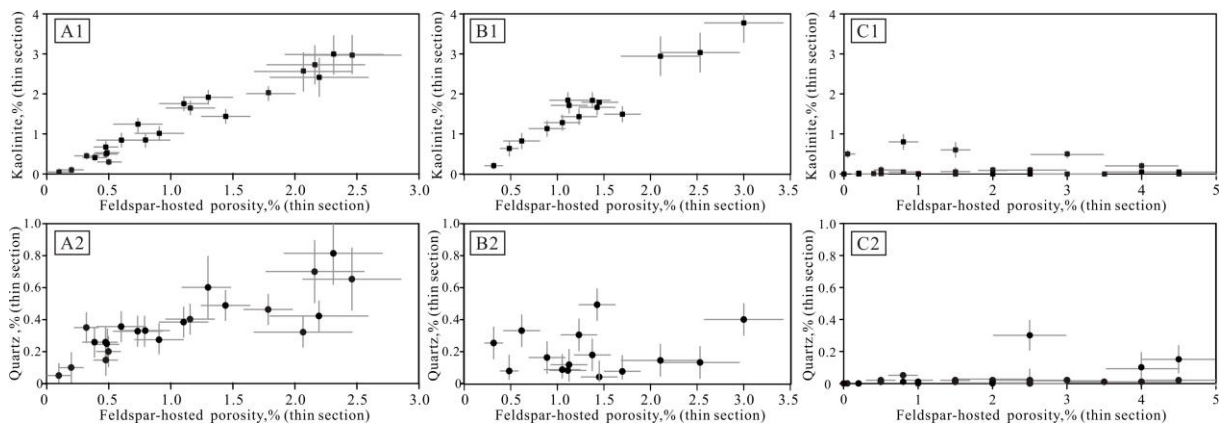 A1
Kaolinite,% (thin section)
4
3
2
1
0
0 0.5 1.0 1.5 2.0 2.5 3.0
Feldspar-hosted porosity,% (thin section)
B1
Kaolinite,% (thin section)
4
3
2
1
0
0 0.5 1.0 1.5 2.0 2.5 3.0 3.5
Feldspar-hosted porosity,% (thin section)
C1
Kaolinite,% (thin section)
4
3
2
1
0
0 1 2 3 4 5
Feldspar-hosted porosity,% (thin section)
A2
Quartz,% (thin section)
1.0
0.8
0.6
0.4
0.2
0
0 0.5 1.0 1.5 2.0 2.5 3.0
Feldspar-hosted porosity,% (thin section)
B2
Quartz,% (thin section)
1.0
0.8
0.6
0.4
0.2
0
0 0.5 1.0 1.5 2.0 2.5 3.0 3.5
Feldspar-hosted porosity,% (thin section)
C2
Quartz,% (thin section)
1.0
0.8
0.6
0.4
0.2
0
0 1 2 3 4 5
Feldspar-hosted porosity,% (thin section)